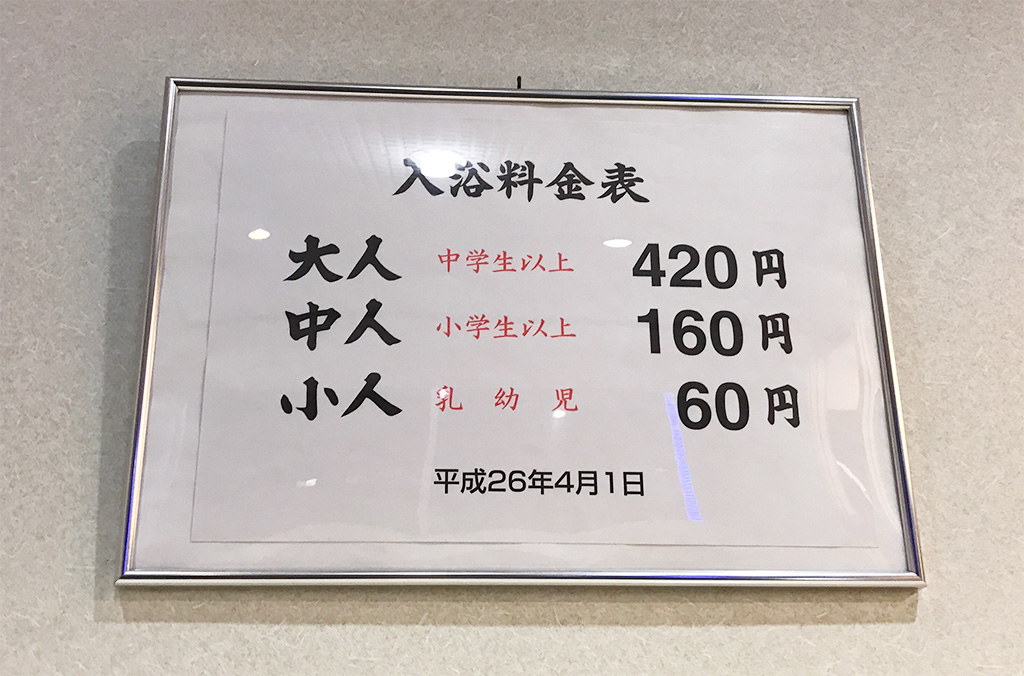 入浴料金表
大人 中学生以上 420円
中人 小学生以上 160円
小人 乳幼児 60円
平成26年4月1日